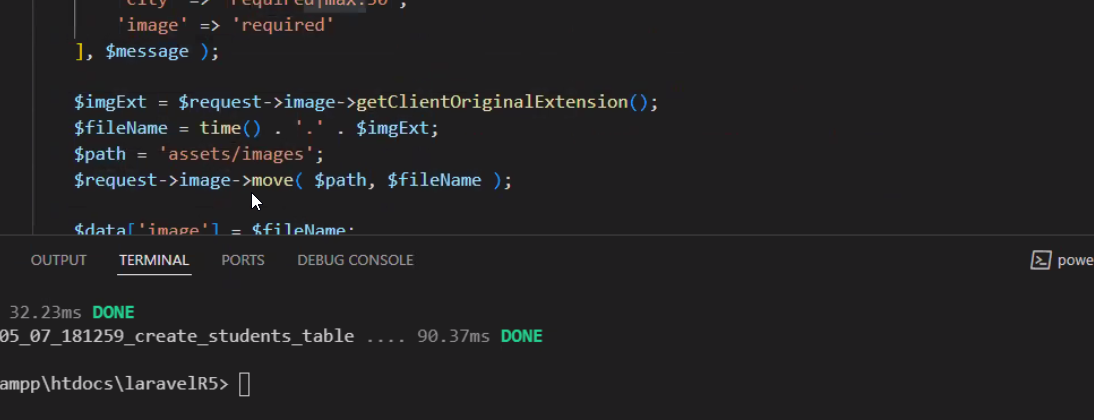 'city' => 'required|max:30',
'image' => 'required'
], $message );
$imgExt = $request->image->getClientOriginalExtension();
$fileName = time() . '.' . $imgExt;
$path = 'assets/images';
$request->image->move( $path, $fileName );
$data['image'] = $fileName;
OUTPUT TERMINAL PORTS DEBUG CONSOLE powe
32.23ms DONE
05_07_181259_create_students_table .... 90.37ms DONE
ampp\htdocs\laravelR5>